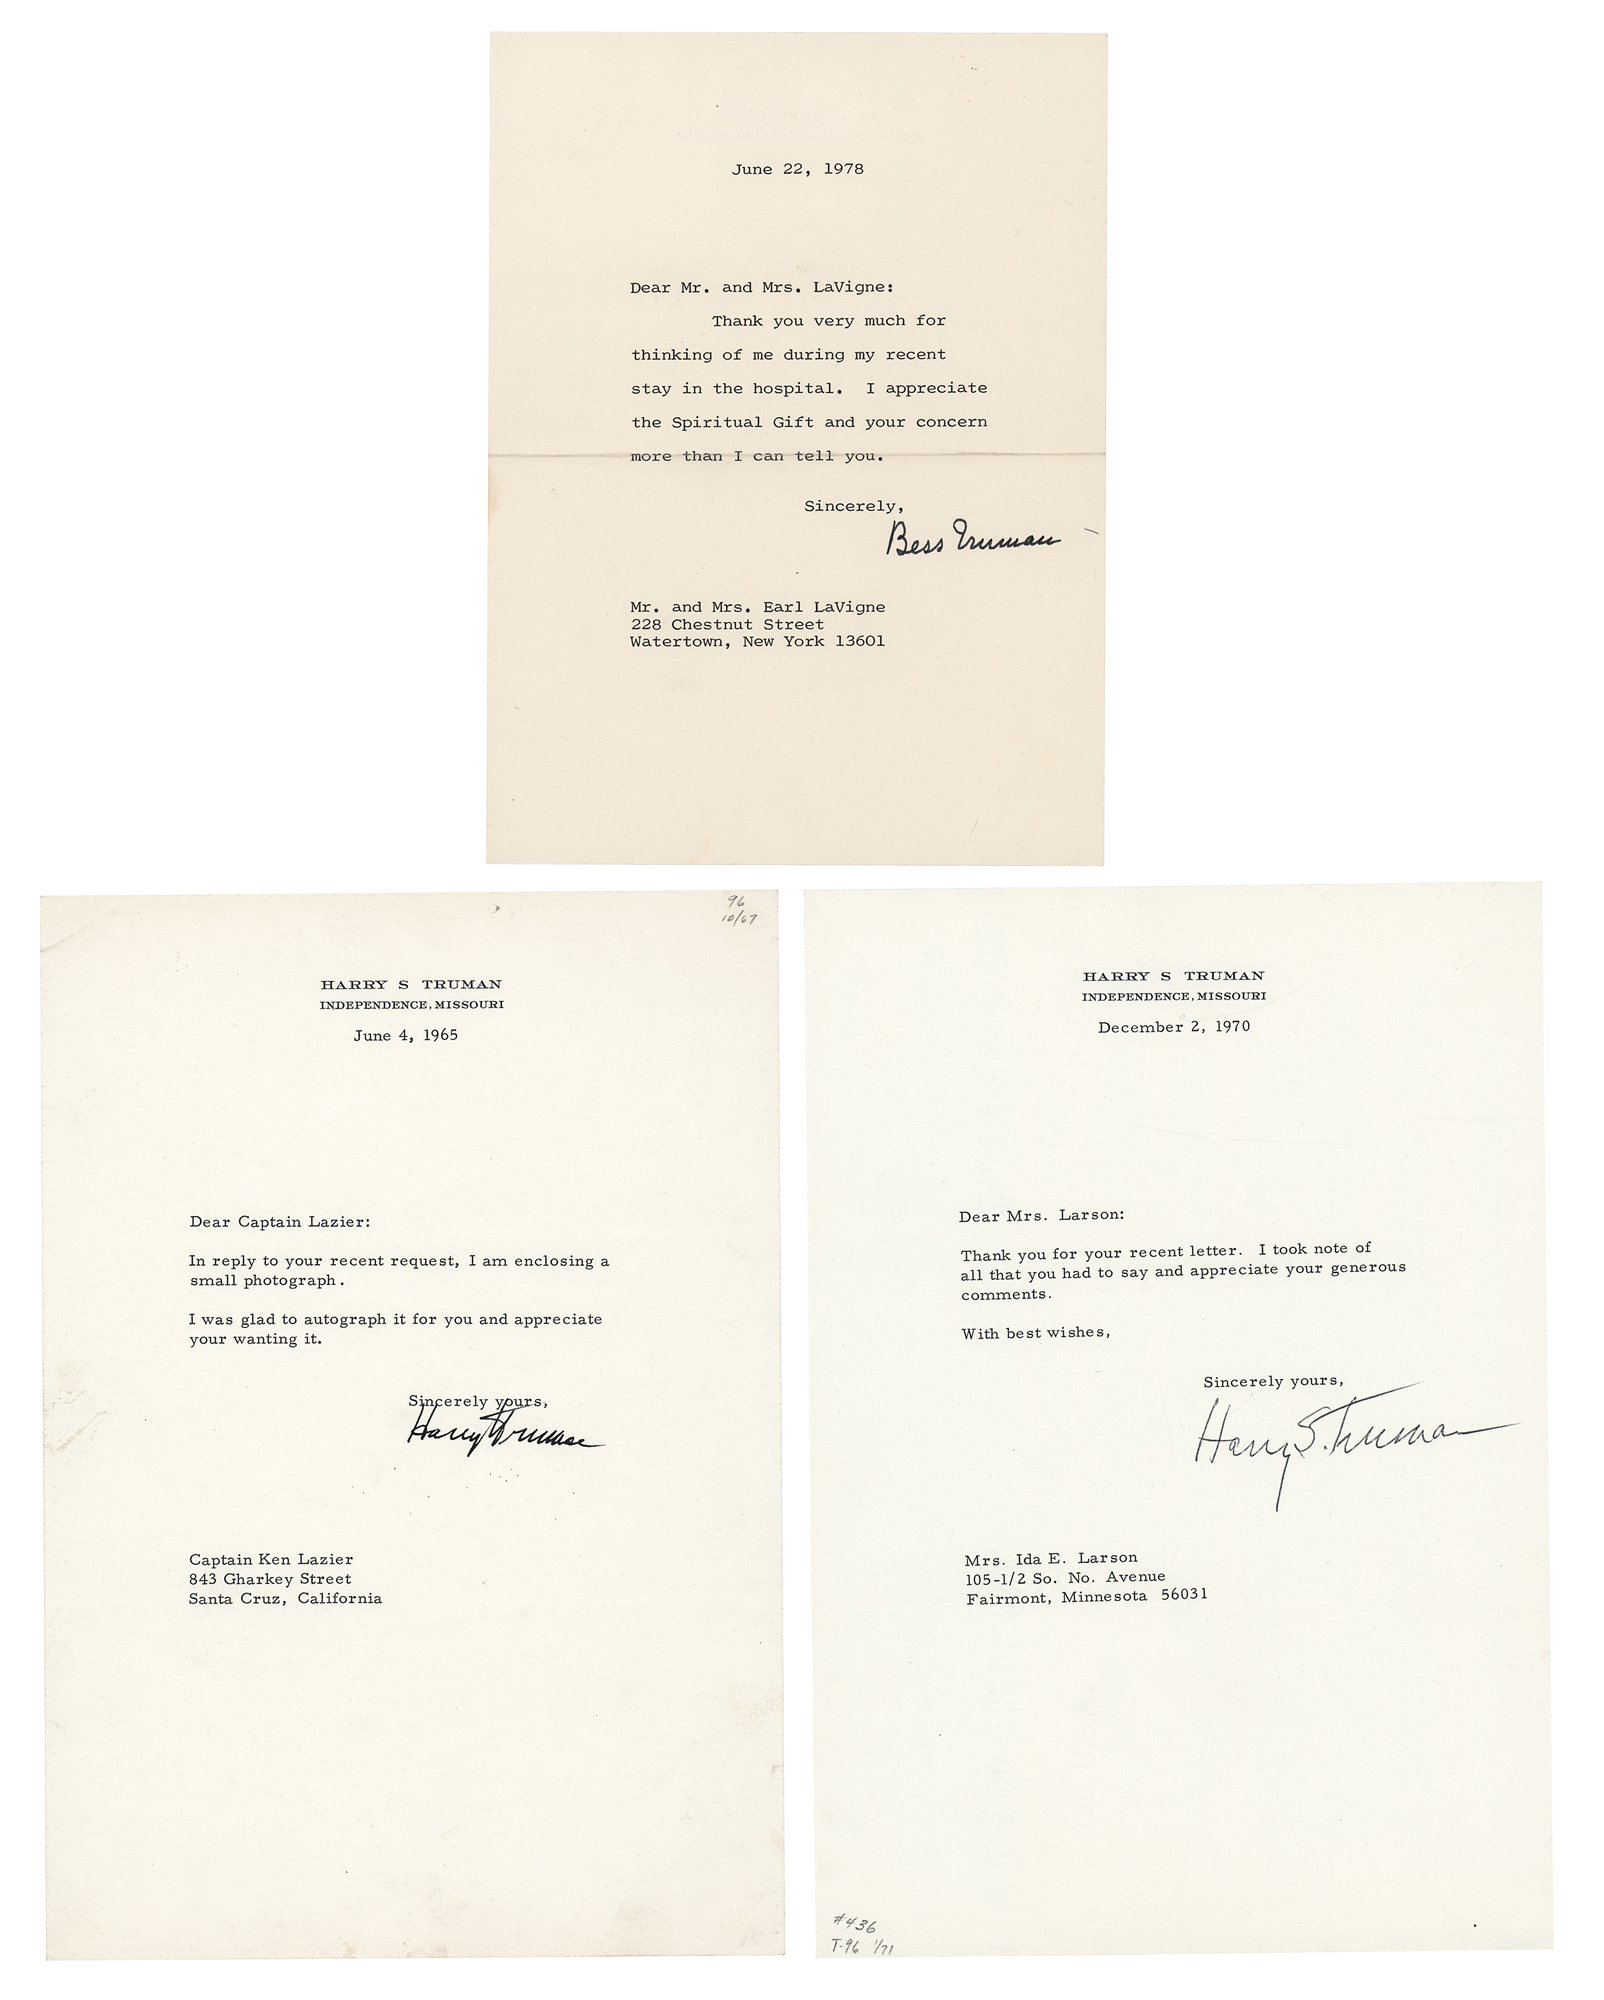 June 22, 1978
Dear Mr. and Mrs. LaVigne:
Thank you very much for
thinking of me during my recent
stay in the hospital. I appreciate
the Spiritual Gift and your concern
more than I can tell you.
Sincerely,
Bess Truman
Mr. and Mrs. Earl LaVigne
228 Chestnut Street
Watertown, New York 13601
96
10/67
HARRY S TRUMAN
INDEPENDENCE, MISSOURI
June 4, 1965
Dear Captain Lazier:
In reply to your recent request, I am enclosing a
small photograph.
I was glad to autograph it for you and appreciate
your wanting it.
Sincerely yours,
Harry S Truman
Captain Ken Lazier
843 Gharkey Street
Santa Cruz, California
HARRY S TRUMAN
INDEPENDENCE, MISSOURI
December 2, 1970
Dear Mrs. Larson:
Thank you for your recent letter. I took note of
all that you had to say and appreciate your generous
comments.
With best wishes,
Sincerely yours,
Harry S. Truman
Mrs. Ida E. Larson
105-1/2 So. No. Avenue
Fairmont, Minnesota 56031
#436
T-96 1/71